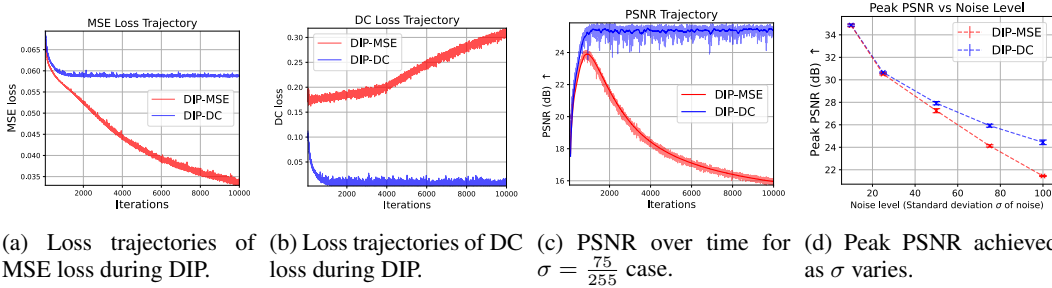 MSE Loss Trajectory
0.065
0.060
0.055
0.050
0.045
0.040
0.035
MSE loss
DIP-MSE
DIP-DC
2000 4000 6000 8000 10000
Iterations
(a) Loss trajectories of
MSE loss during DIP.
DC Loss Trajectory
0.30
0.25
0.20
0.15
0.10
0.05
DC loss
DIP-MSE
DIP-DC
2000 4000 6000 8000 10000
Iterations
(b) Loss trajectories of DC
loss during DIP.
PSNR Trajectory
24
22
20
18
16
PSNR (dB) ↑
DIP-MSE
DIP-DC
2000 4000 6000 8000 10000
Iterations
(c) PSNR over time for
σ = 75/255 case.
Peak PSNR vs Noise Level
34
32
30
28
26
24
22
Peak PSNR (dB) ↑
DIP-MSE
DIP-DC
20 40 60 80 100
Noise level (Standard deviation σ of noise)
(d) Peak PSNR achieved
as σ varies.